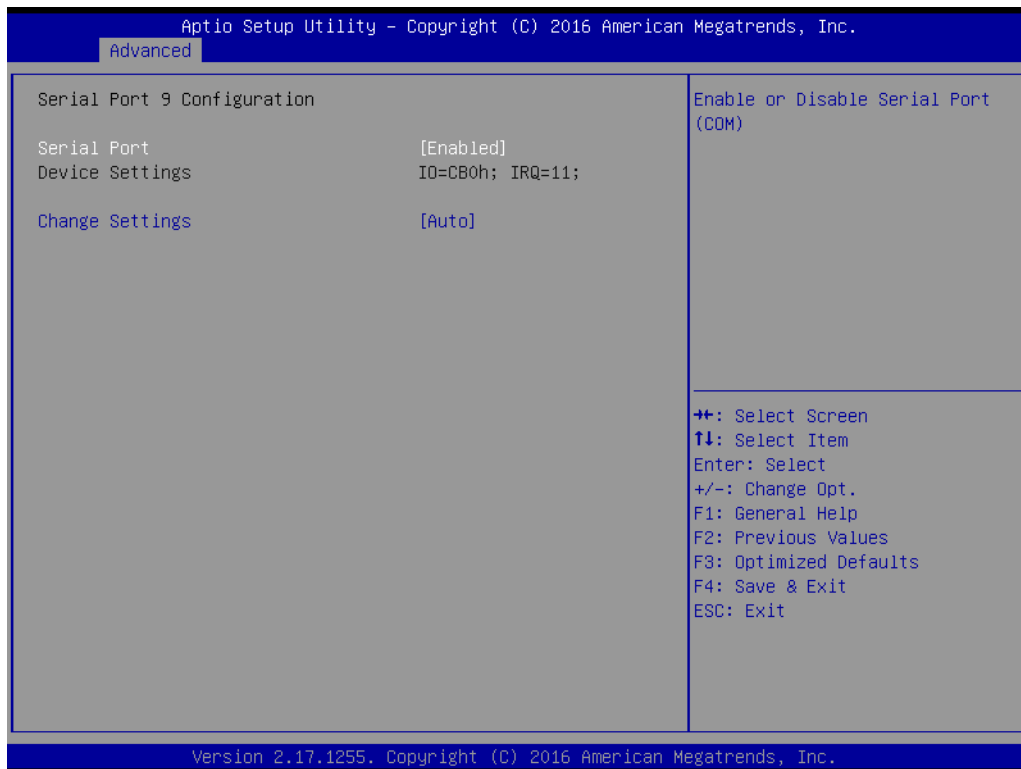 Aptio Setup Utility – Copyright (C) 2016 American Megatrends, Inc.
Advanced
Serial Port 9 Configuration
Serial Port [Enabled]
Device Settings IO=CB0h; IRQ=11;
Change Settings [Auto]
Enable or Disable Serial Port
(COM)
→←: Select Screen
↑↓: Select Item
Enter: Select
+/-: Change Opt.
F1: General Help
F2: Previous Values
F3: Optimized Defaults
F4: Save & Exit
ESC: Exit
Version 2.17.1255. Copyright (C) 2016 American Megatrends, Inc.